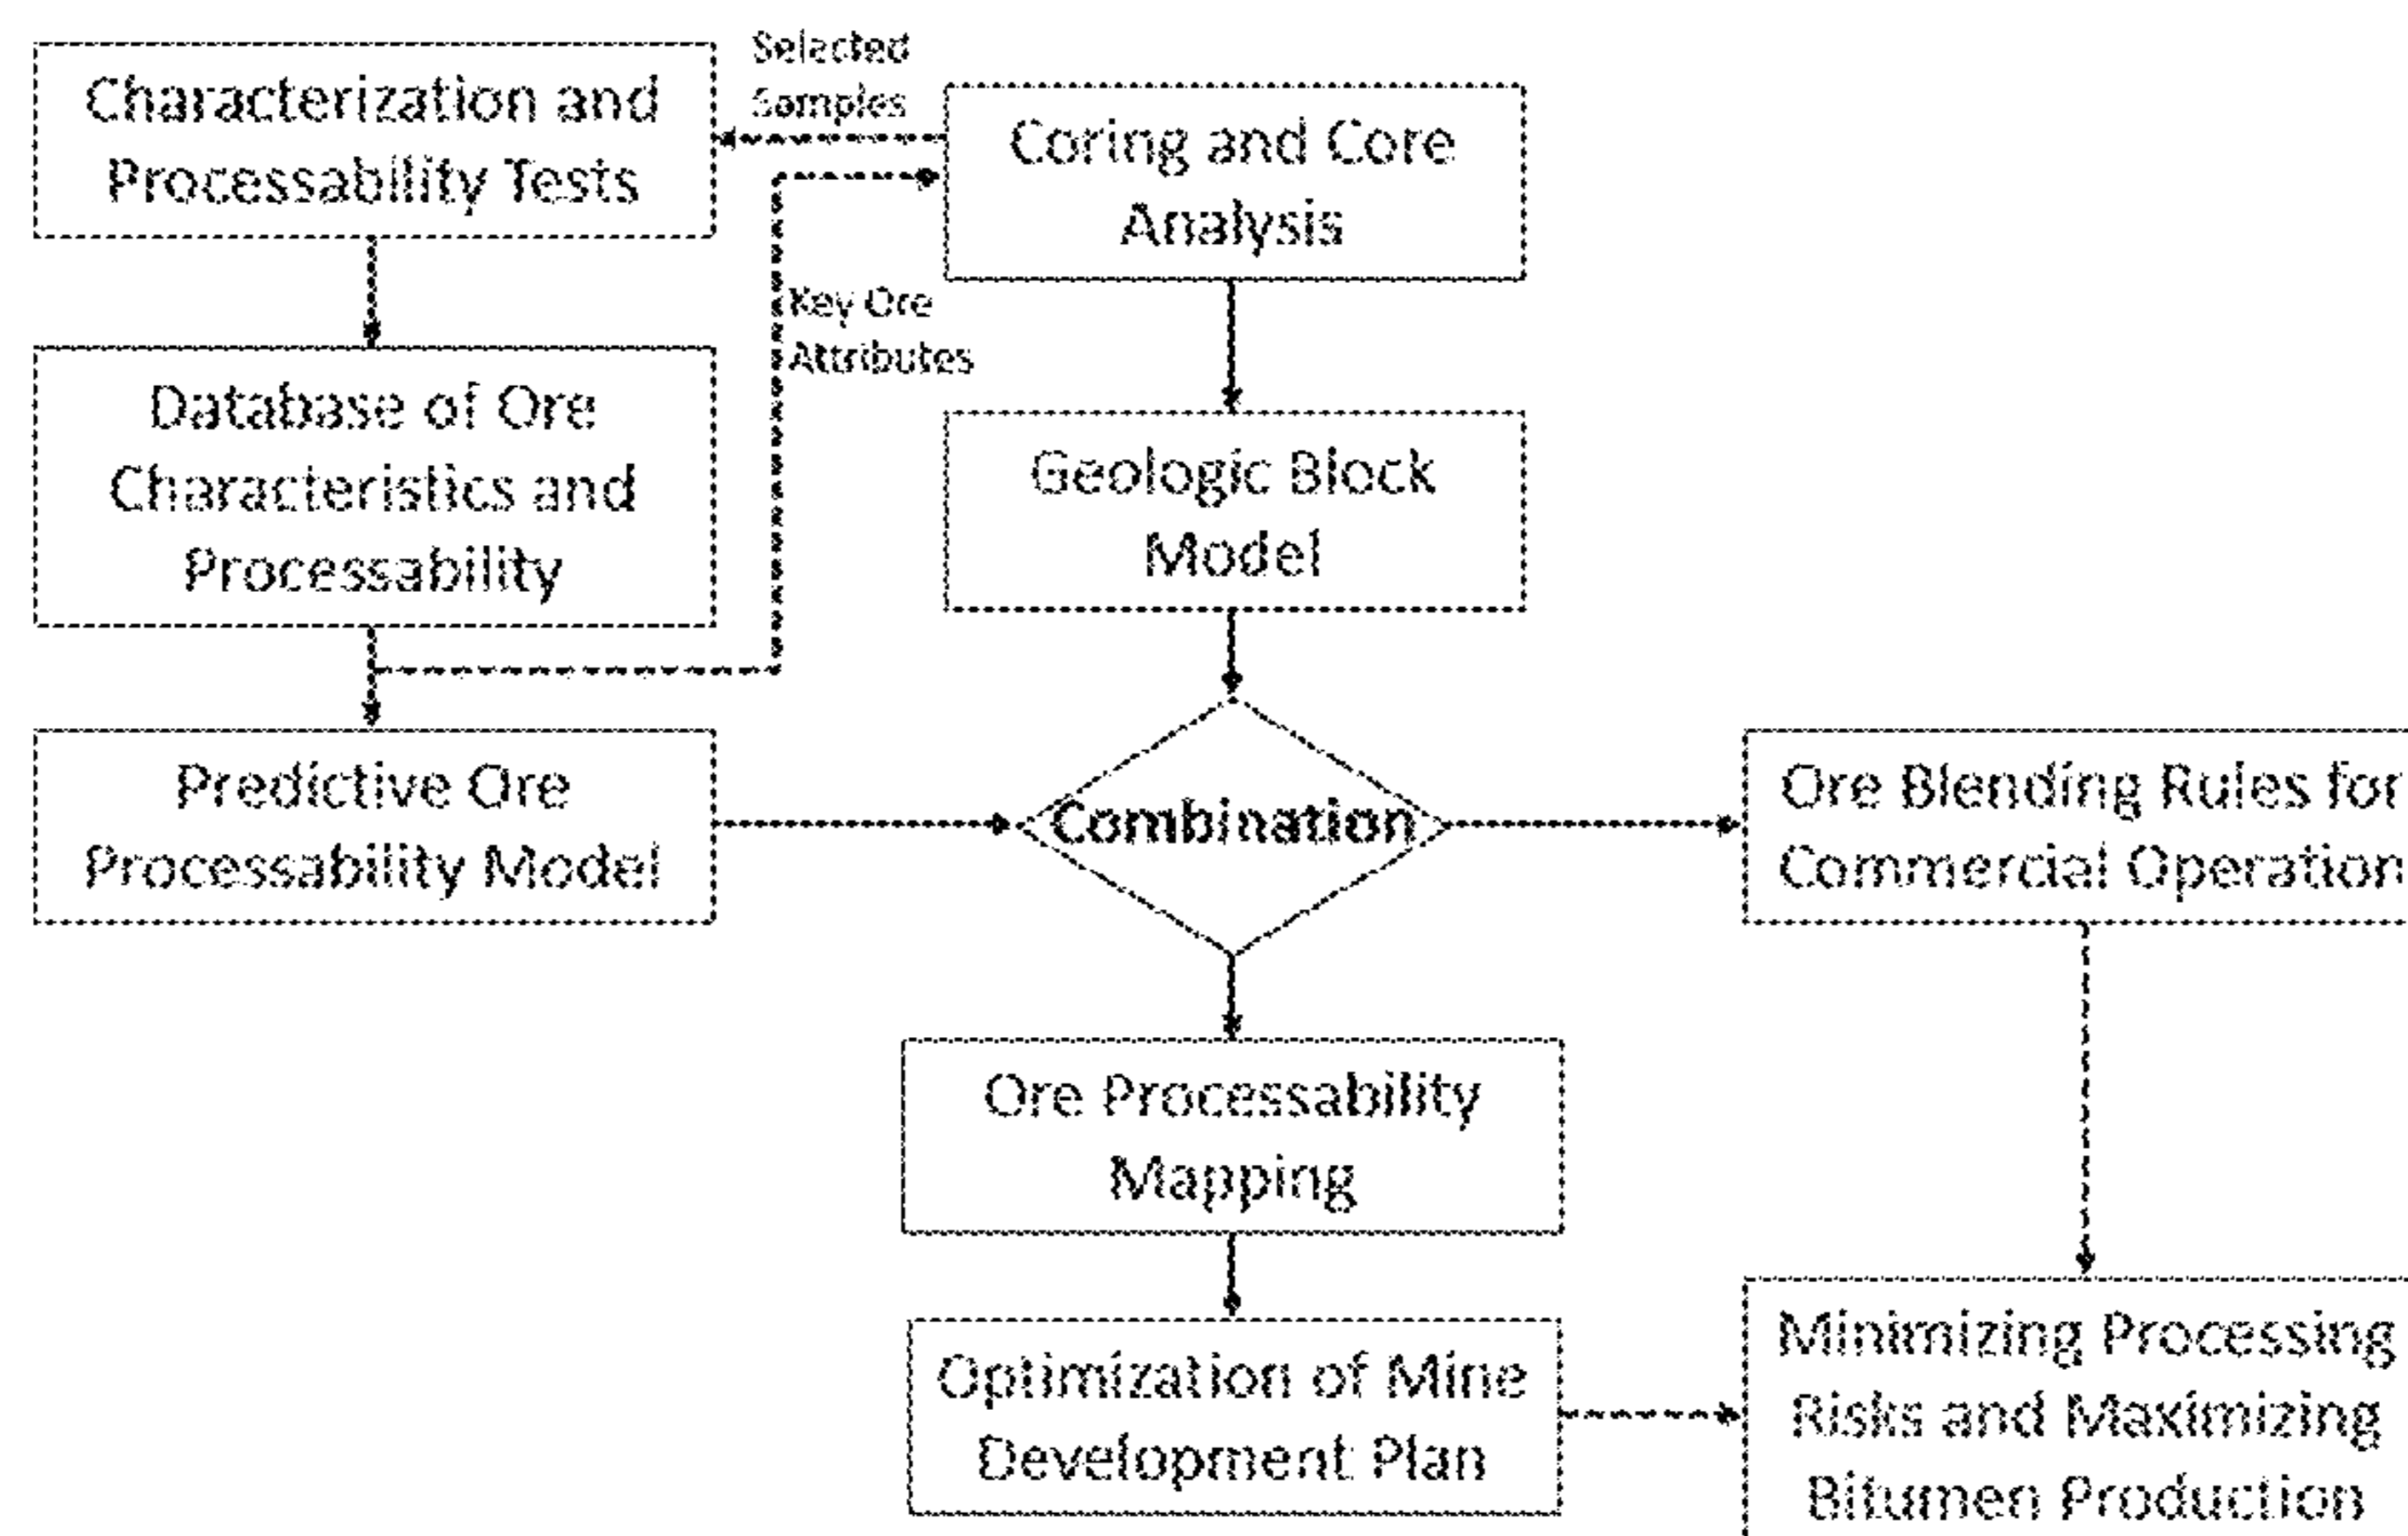 Characterization and
Processability Tests
Selected
Samples
Coring and Core
Analysis
Key Ore
Attributes
Database of Ore
Characteristics and
Processability
Geologic Block
Model
Predictive Ore
Processability Model
Combination
Ore Blending Rules for
Commercial Operation
Ore Processability
Mapping
Optimization of Mine
Development Plan
Minimizing Processing
Risks and Maximizing
Bitumen Production